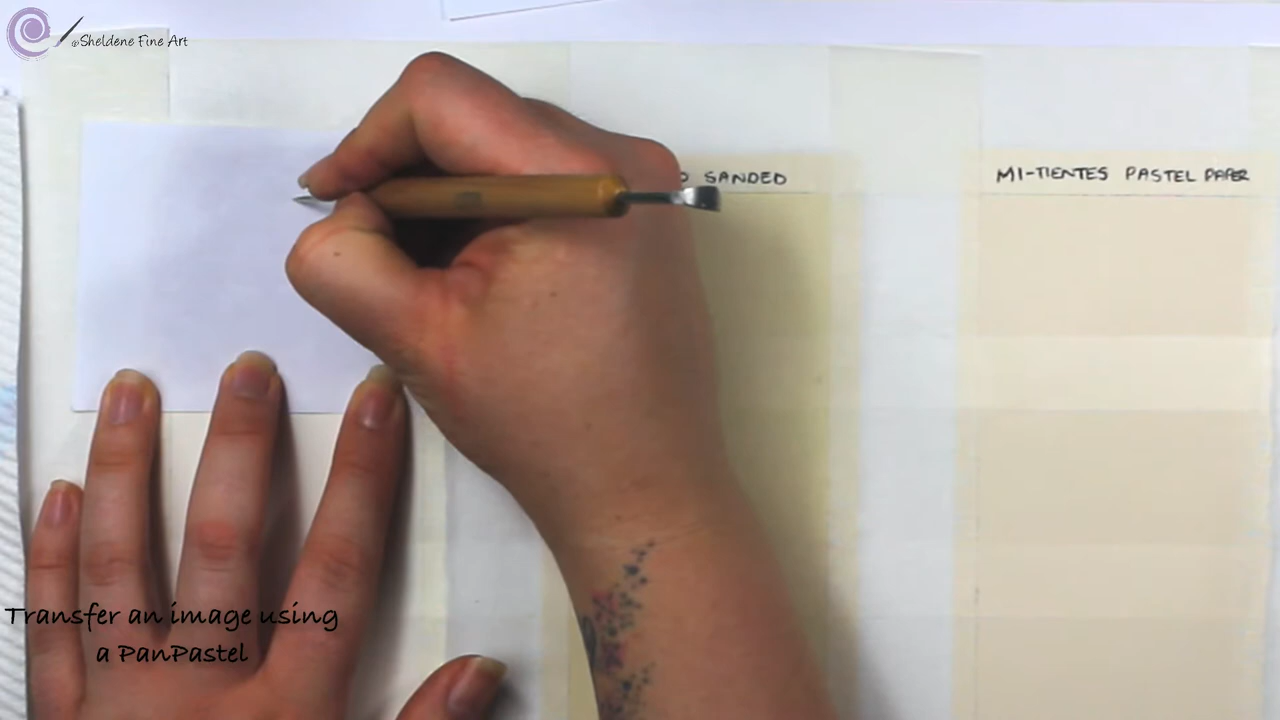 @Sheldene Fine Art
SANDED
MI-TIENTES PASTEL PAPER
Transfer an image using
a PanPastel